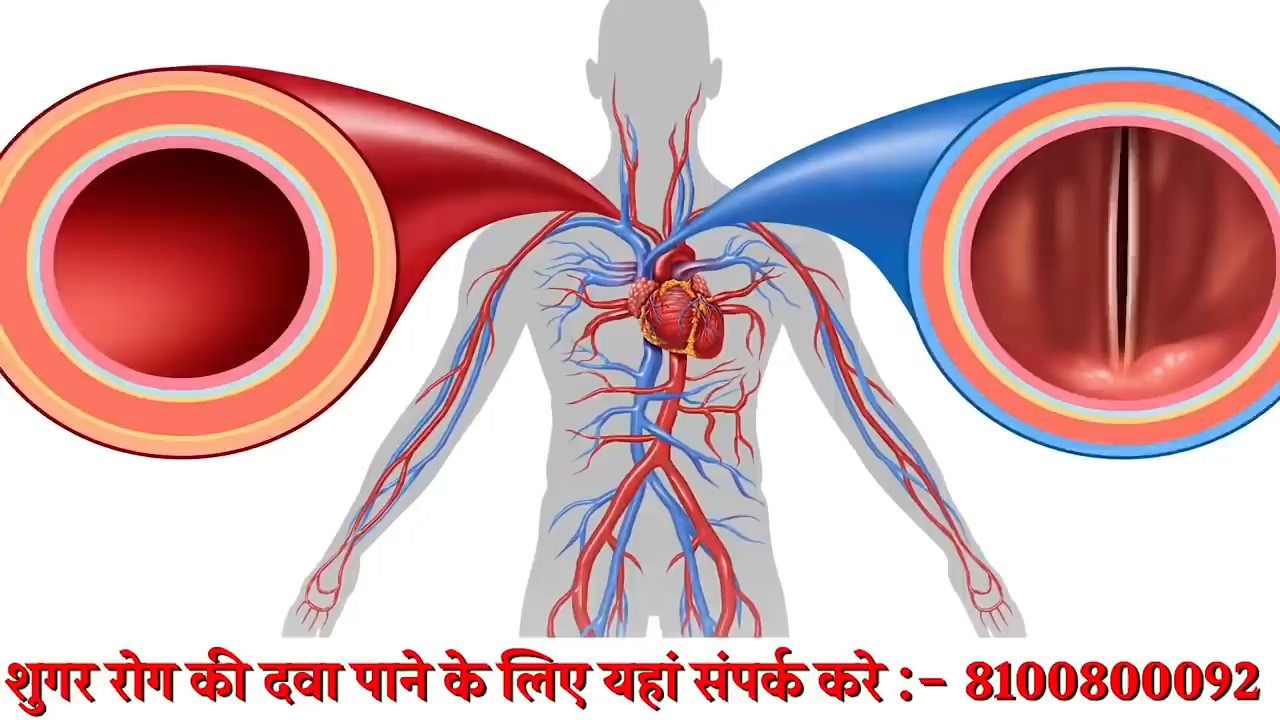 शुगर रोग की दवा पाने के लिए यहां संपर्क करे :- 8100800092